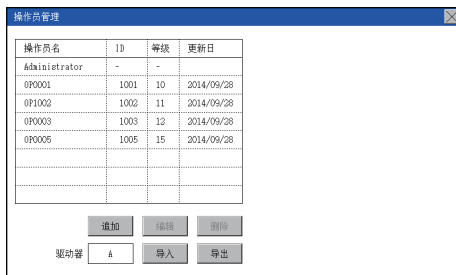 操作员管理
操作员名 ID 等级 更新日
Administrator - -
OP0001 1001 10 2014/09/28
OP1002 1002 11 2014/09/28
OP0003 1003 12 2014/09/28
OP0005 1005 15 2014/09/28
追加 编辑 删除
驱动器 A 导入 导出